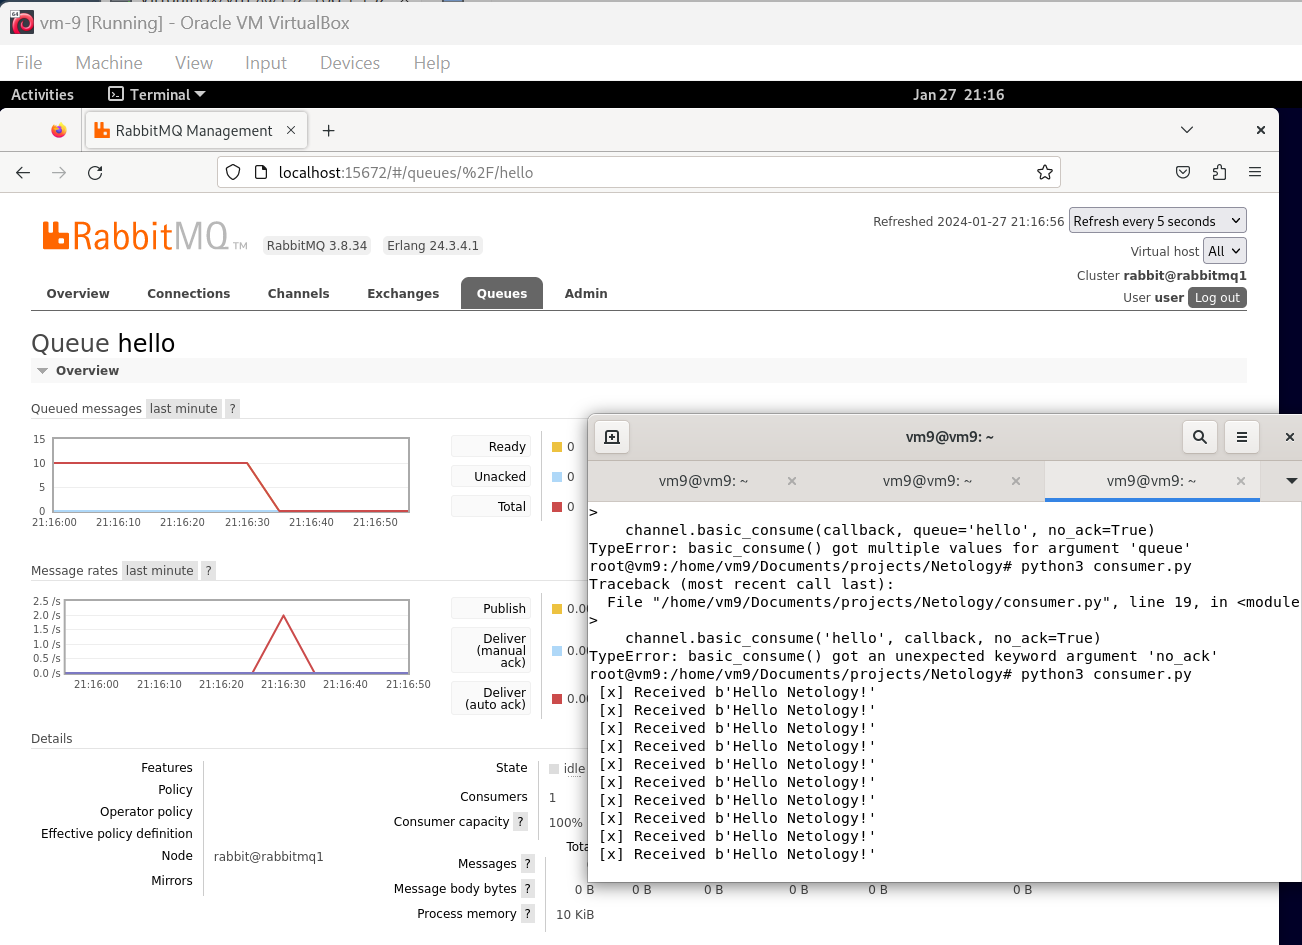 vm-9 [Running] - Oracle VM VirtualBox
File Machine View Input Devices Help
Activities Terminal Jan 27 21:16
RabbitMQ Management
localhost:15672/#/queues/%2F/hello
RabbitMQ TM RabbitMQ 3.8.34 Erlang 24.3.4.1
Refreshed 2024-01-27 21:16:56 Refresh every 5 seconds
Virtual host All
Cluster rabbit@rabbitmq1
User user Log out
Overview Connections Channels Exchanges Queues Admin
Queue hello
Overview
Queued messages last minute ?
15
10
5
0
21:16:00 21:16:10 21:16:20 21:16:30 21:16:40 21:16:50
Ready 0
Unacked 0
Total 0
Message rates last minute ?
2.5 /s
2.0 /s
1.5 /s
1.0 /s
0.5 /s
0.0 /s
21:16:00 21:16:10 21:16:20 21:16:30 21:16:40 21:16:50
Publish 0.00
Deliver (manual ack) 0.00
Deliver (auto ack) 0.00
Details
Features
Policy
Operator policy
Effective policy definition
Node rabbit@rabbitmq1
Mirrors
State idle
Consumers 1
Consumer capacity ? 100%
Messages ?
Message body bytes ? 0 B 0 B 0 B 0 B 0 B 0 B
Process memory ? 10 KiB
vm9@vm9: ~
vm9@vm9: ~ vm9@vm9: ~ vm9@vm9: ~
>
channel.basic_consume(callback, queue='hello', no_ack=True)
TypeError: basic_consume() got multiple values for argument 'queue'
root@vm9:/home/vm9/Documents/projects/Netology# python3 consumer.py
Traceback (most recent call last):
File "/home/vm9/Documents/projects/Netology/consumer.py", line 19, in <module
>
channel.basic_consume('hello', callback, no_ack=True)
TypeError: basic_consume() got an unexpected keyword argument 'no_ack'
root@vm9:/home/vm9/Documents/projects/Netology# python3 consumer.py
[x] Received b'Hello Netology!'
[x] Received b'Hello Netology!'
[x] Received b'Hello Netology!'
[x] Received b'Hello Netology!'
[x] Received b'Hello Netology!'
[x] Received b'Hello Netology!'
[x] Received b'Hello Netology!'
[x] Received b'Hello Netology!'
[x] Received b'Hello Netology!'
[x] Received b'Hello Netology!'